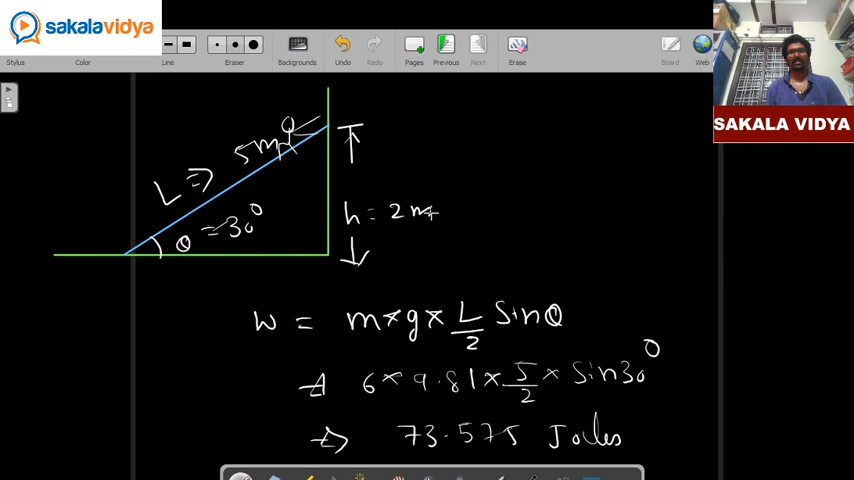 sakalavidya
Stylus
Color
Line
Eraser
Backgrounds
Undo
Redo
Pages
Previous
Next
Erase
Board
Web
SAKALA VIDYA
L => 5m
θ = 30°
h = 2m
W = m*g* L/2 Sinθ
=> 6*9.81* 5/2 * Sin30°
=> 73.575 Joules